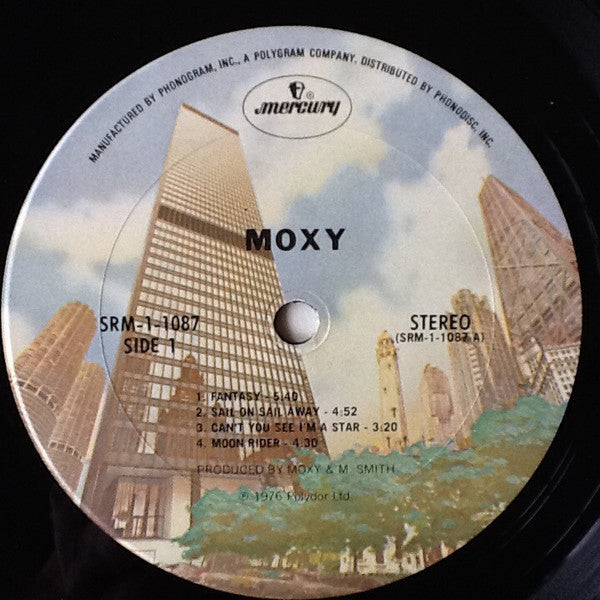 MANUFACTURED BY PHONOGRAM, INC., A POLYGRAM COMPANY, DISTRIBUTED BY PHONODISC, INC.
®
mercury
MOXY
SRM-1-1087
SIDE 1
STEREO
(SRM-1-1087 A)
1. FANTASY - 5:40
2. SAIL ON SAIL AWAY - 4:52
3. CAN'T YOU SEE I'M A STAR - 3:20
4. MOON RIDER - 4:30
PRODUCED BY MOXY & M. SMITH
℗ 1976 Polydor Ltd.